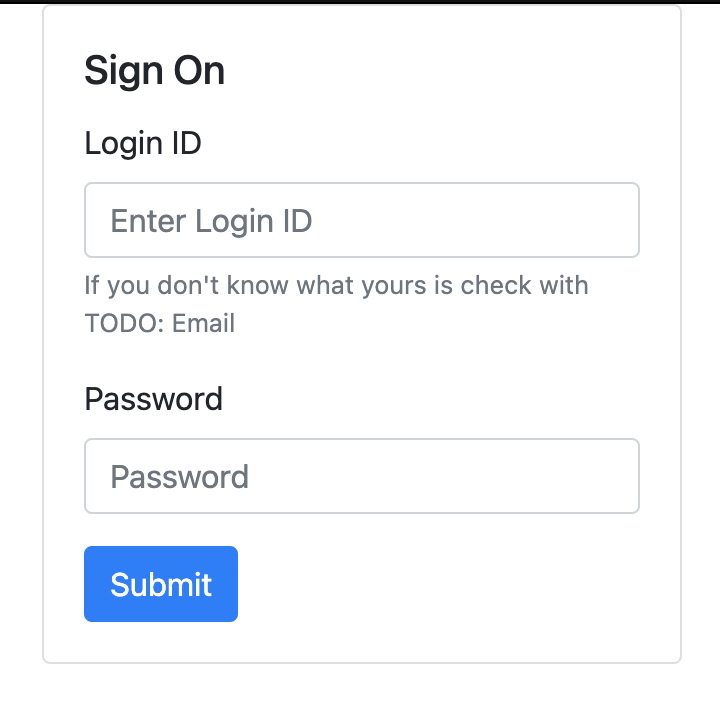 Sign On
Login ID
Enter Login ID
If you don't know what yours is check with
TODO: Email
Password
Password
Submit